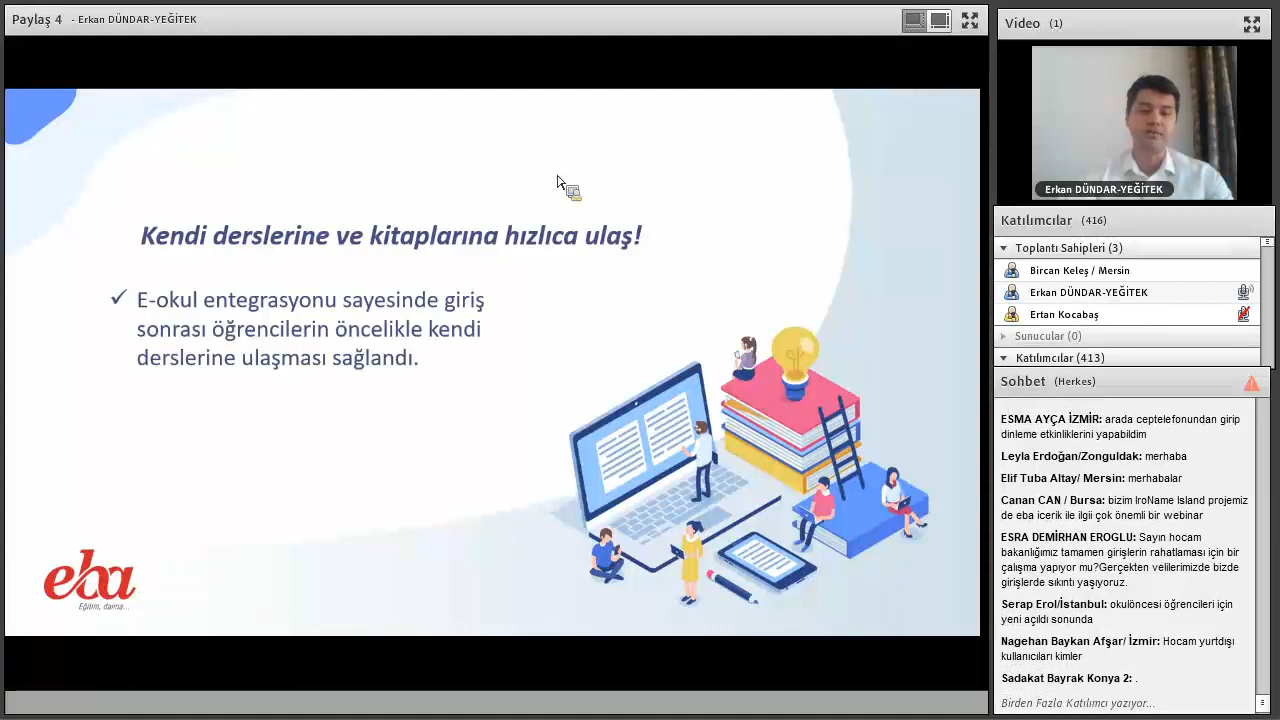 Paylaş 4 - Erkan DÜNDAR-YEĞİTEK
Kendi derslerine ve kitaplarına hızlıca ulaş!
✓ E-okul entegrasyonu sayesinde giriş
sonrası öğrencilerin öncelikle kendi
derslerine ulaşması sağlandı.
eba
Eğitim, daima...
Video (1)
Erkan DÜNDAR-YEĞİTEK
Katılımcılar (416)
Toplantı Sahipleri (3)
Bircan Keleş / Mersin
Erkan DÜNDAR-YEĞİTEK
Ertan Kocabaş
Sunucular (0)
Katılımcılar (413)
Sohbet (Herkes)
ESMA AYÇA İZMİR: arada ceptelefonundan girip
dinleme etkinliklerini yapabildim
Leyla Erdoğan/Zonguldak: merhaba
Elif Tuba Altay/ Mersin: merhabalar
Canan CAN / Bursa: bizim IroName Island projemiz
de eba icerik ile ilgii çok önemli bir webinar
ESRA DEMİRHAN EROGLU: Sayın hocam
bakanlığımız tamamen girişlerin rahatlaması için bir
çalışma yapıyor mu?Gerçekten velilerimizde bizde
girişlerde sıkıntı yaşıyoruz.
Serap Erol/İstanbul: okulöncesi öğrencileri için
yeni açıldı sonunda
Nagehan Baykan Afşar/ İzmir: Hocam yurtdışı
kullanıcıları kimler
Sadakat Bayrak Konya 2: .
Birden Fazla Katılımcı yazıyor...